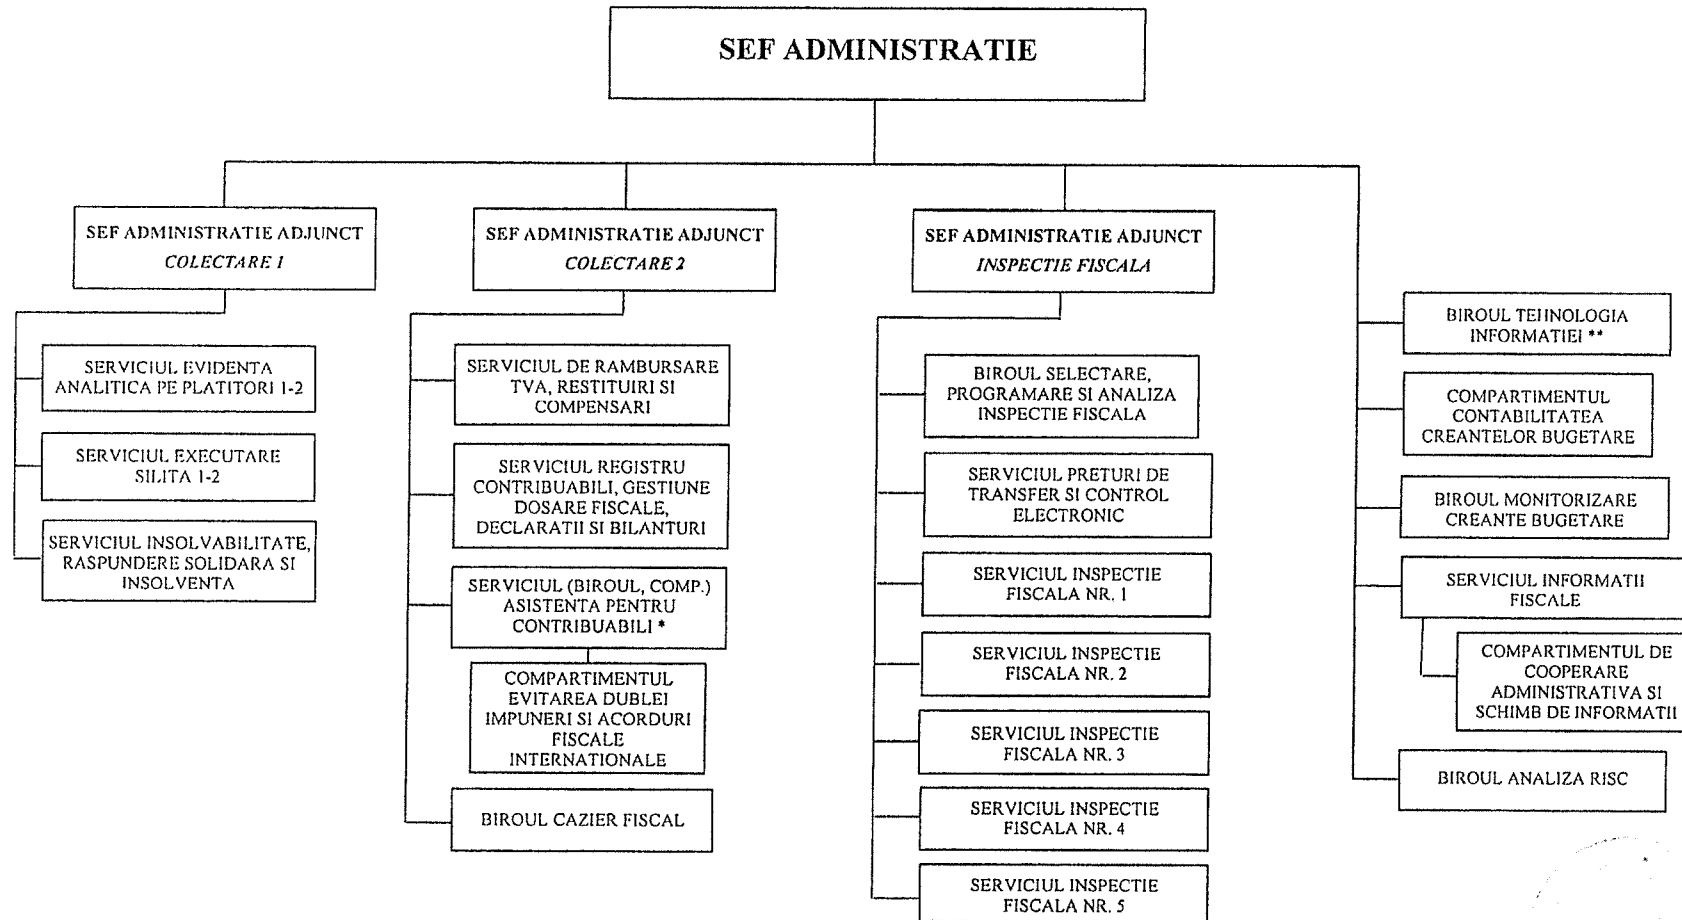 SEF ADMINISTRATIE
SEF ADMINISTRATIE ADJUNCT
COLECTARE 1
SERVICIUL EVIDENTA
ANALITICA PE PLATITORI 1-2
SERVICIUL EXECUTARE
SILITA 1-2
SERVICIUL INSOLVABILITATE,
RASPUNDERE SOLIDARA SI
INSOLVENTA
SEF ADMINISTRATIE ADJUNCT
COLECTARE 2
SERVICIUL DE RAMBURSARE
TVA, RESTITUIRI SI
COMPENSARI
SERVICIUL REGISTRU
CONTRIBUABILI, GESTIUNE
DOSARE FISCALE,
DECLARATII SI BILANTURI
SERVICIUL (BIROUL, COMP.)
ASISTENTA PENTRU
CONTRIBUABILI *
COMPARTIMENTUL
EVITAREA DUBLEI
IMPUNERI SI ACORDURI
FISCALE
INTERNATIONALE
BIROUL CAZIER FISCAL
SEF ADMINISTRATIE ADJUNCT
INSPECTIE FISCALA
BIROUL SELECTARE,
PROGRAMARE SI ANALIZA
INSPECTIE FISCALA
SERVICIUL PRETURI DE
TRANSFER SI CONTROL
ELECTRONIC
SERVICIUL INSPECTIE
FISCALA NR. 1
SERVICIUL INSPECTIE
FISCALA NR. 2
SERVICIUL INSPECTIE
FISCALA NR. 3
SERVICIUL INSPECTIE
FISCALA NR. 4
SERVICIUL INSPECTIE
FISCALA NR. 5
BIROUL TEHNOLOGIA
INFORMATIEI **
COMPARTIMENTUL
CONTABILITATEA
CREANTELOR BUGETARE
BIROUL MONITORIZARE
CREANTE BUGETARE
SERVICIUL INFORMATII
FISCALE
COMPARTIMENTUL DE
COOPERARE
ADMINISTRATIVA SI
SCHIMB DE INFORMATII
BIROUL ANALIZA RISC